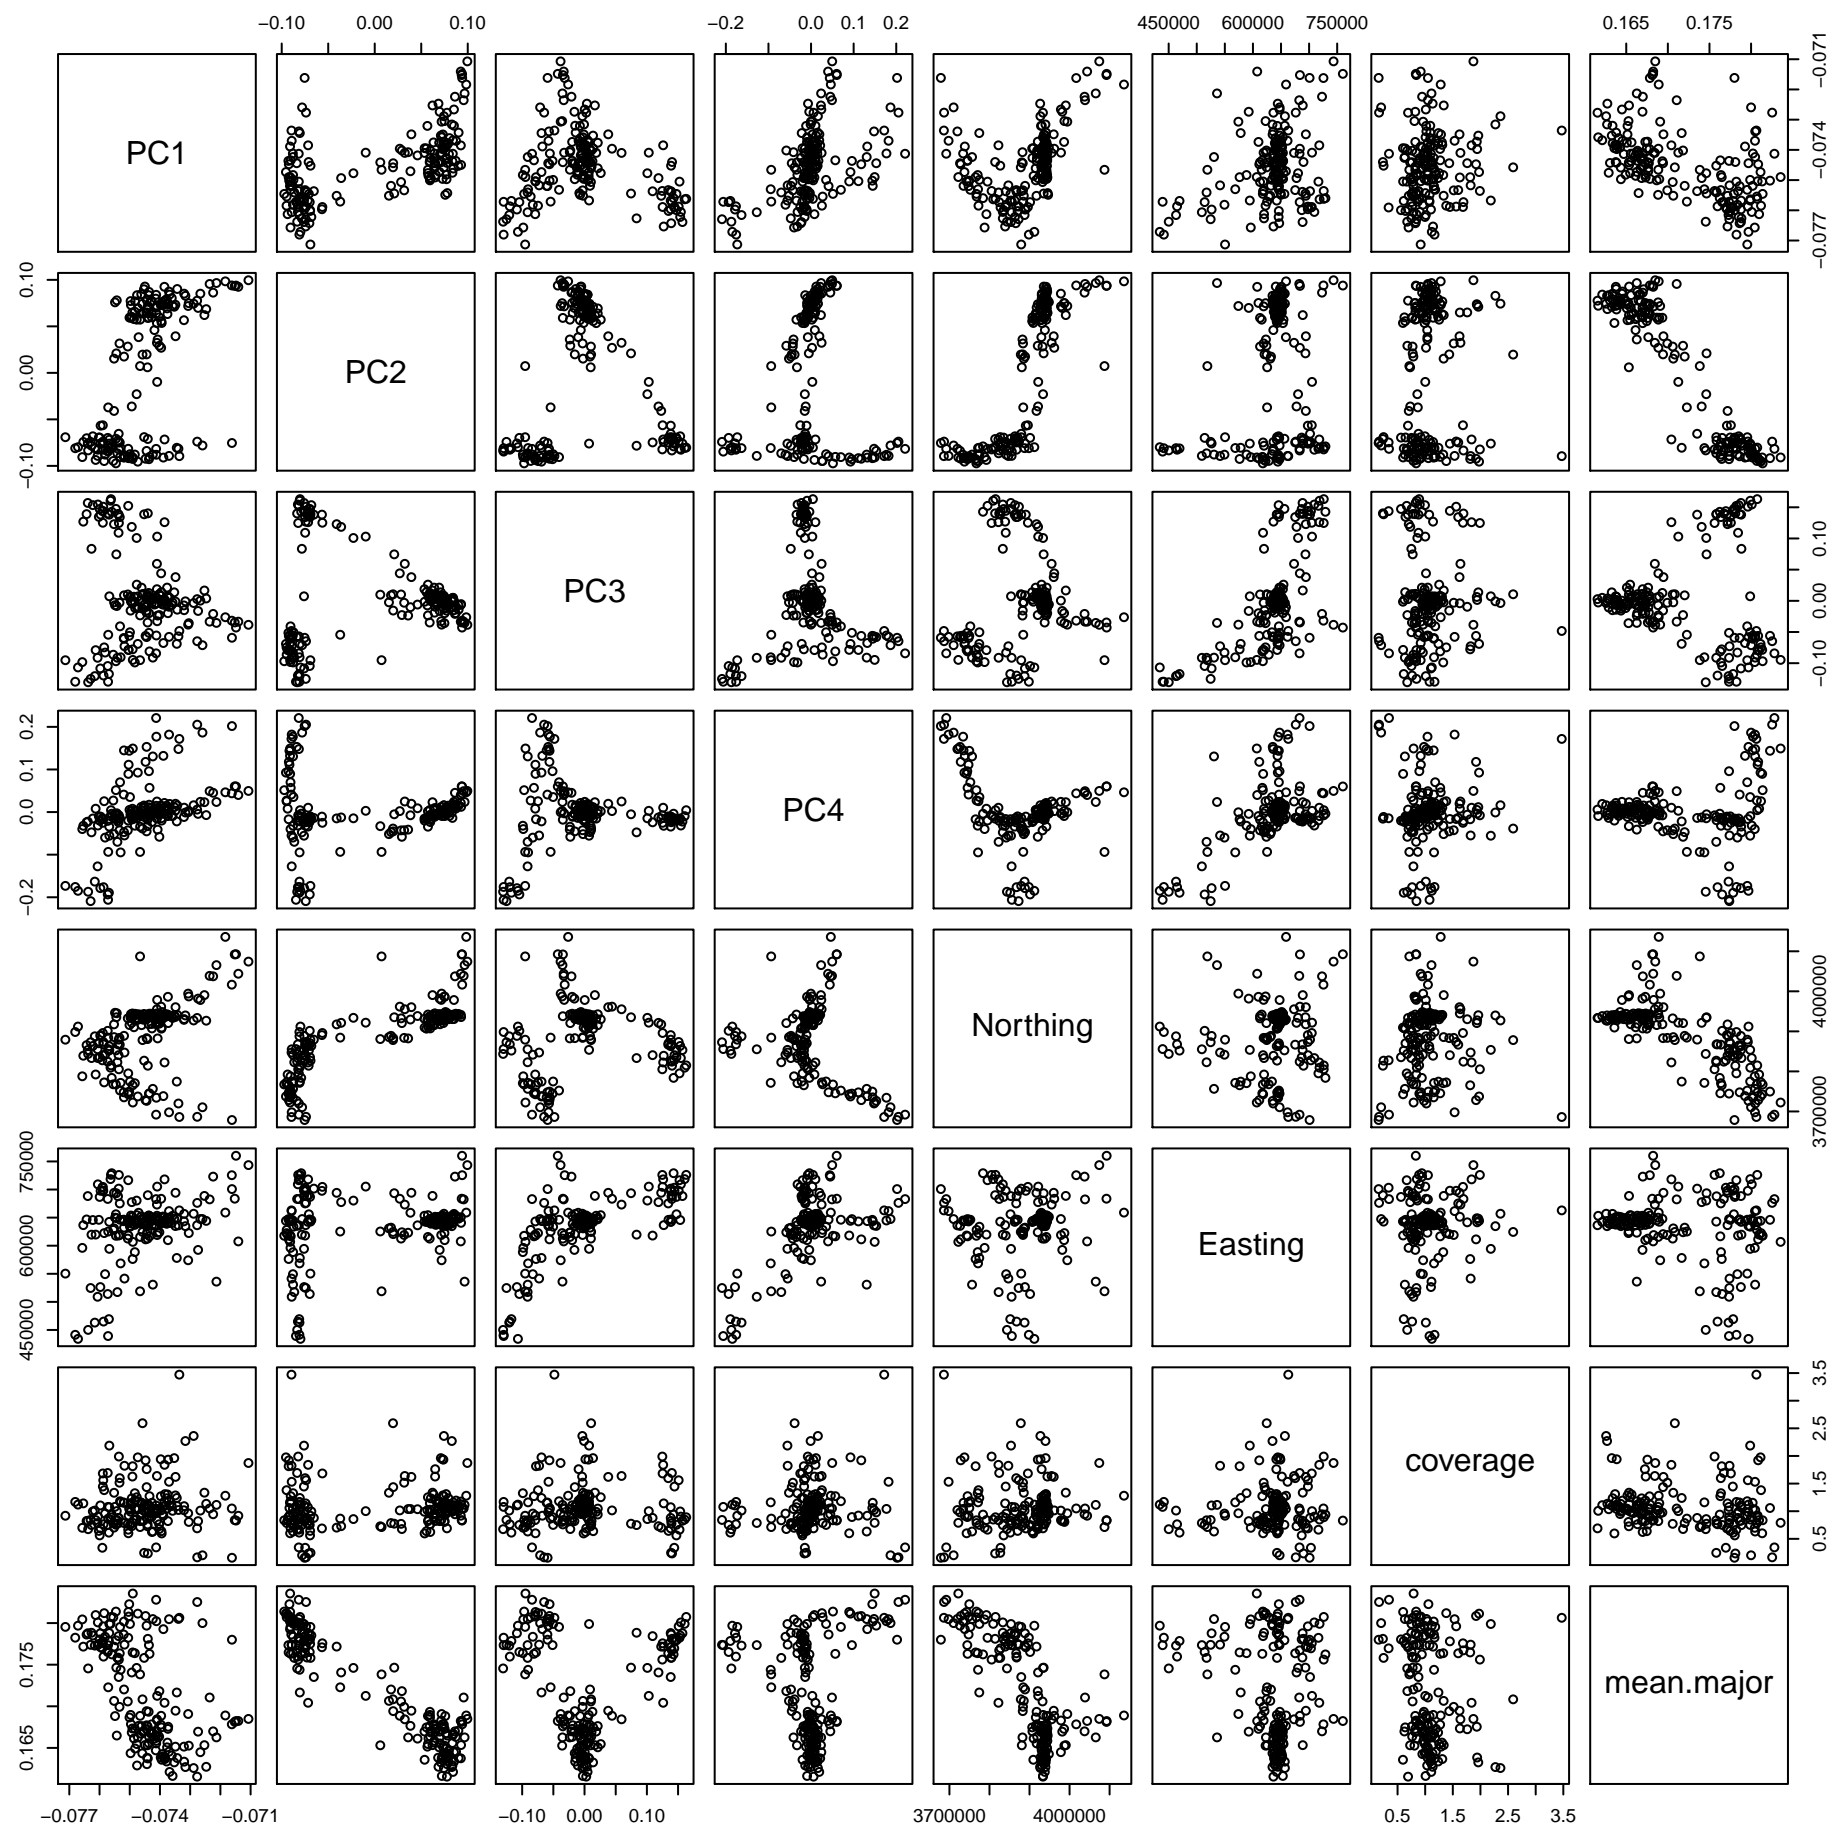 −0.10 0.00 0.10 −0.2 0.0 0.1 0.2 450000 600000 750000 0.165 0.175
PC1 −0.077 −0.074 −0.071
−0.10 0.00 0.10 PC2
PC3 −0.10 0.00 0.10
−0.2 0.0 0.1 0.2 PC4
Northing 3700000 4000000
450000 600000 750000 Easting
coverage 0.5 1.5 2.5 3.5
0.165 0.175 mean.major
−0.077 −0.074 −0.071 −0.10 0.00 0.10 3700000 4000000 0.5 1.5 2.5 3.5